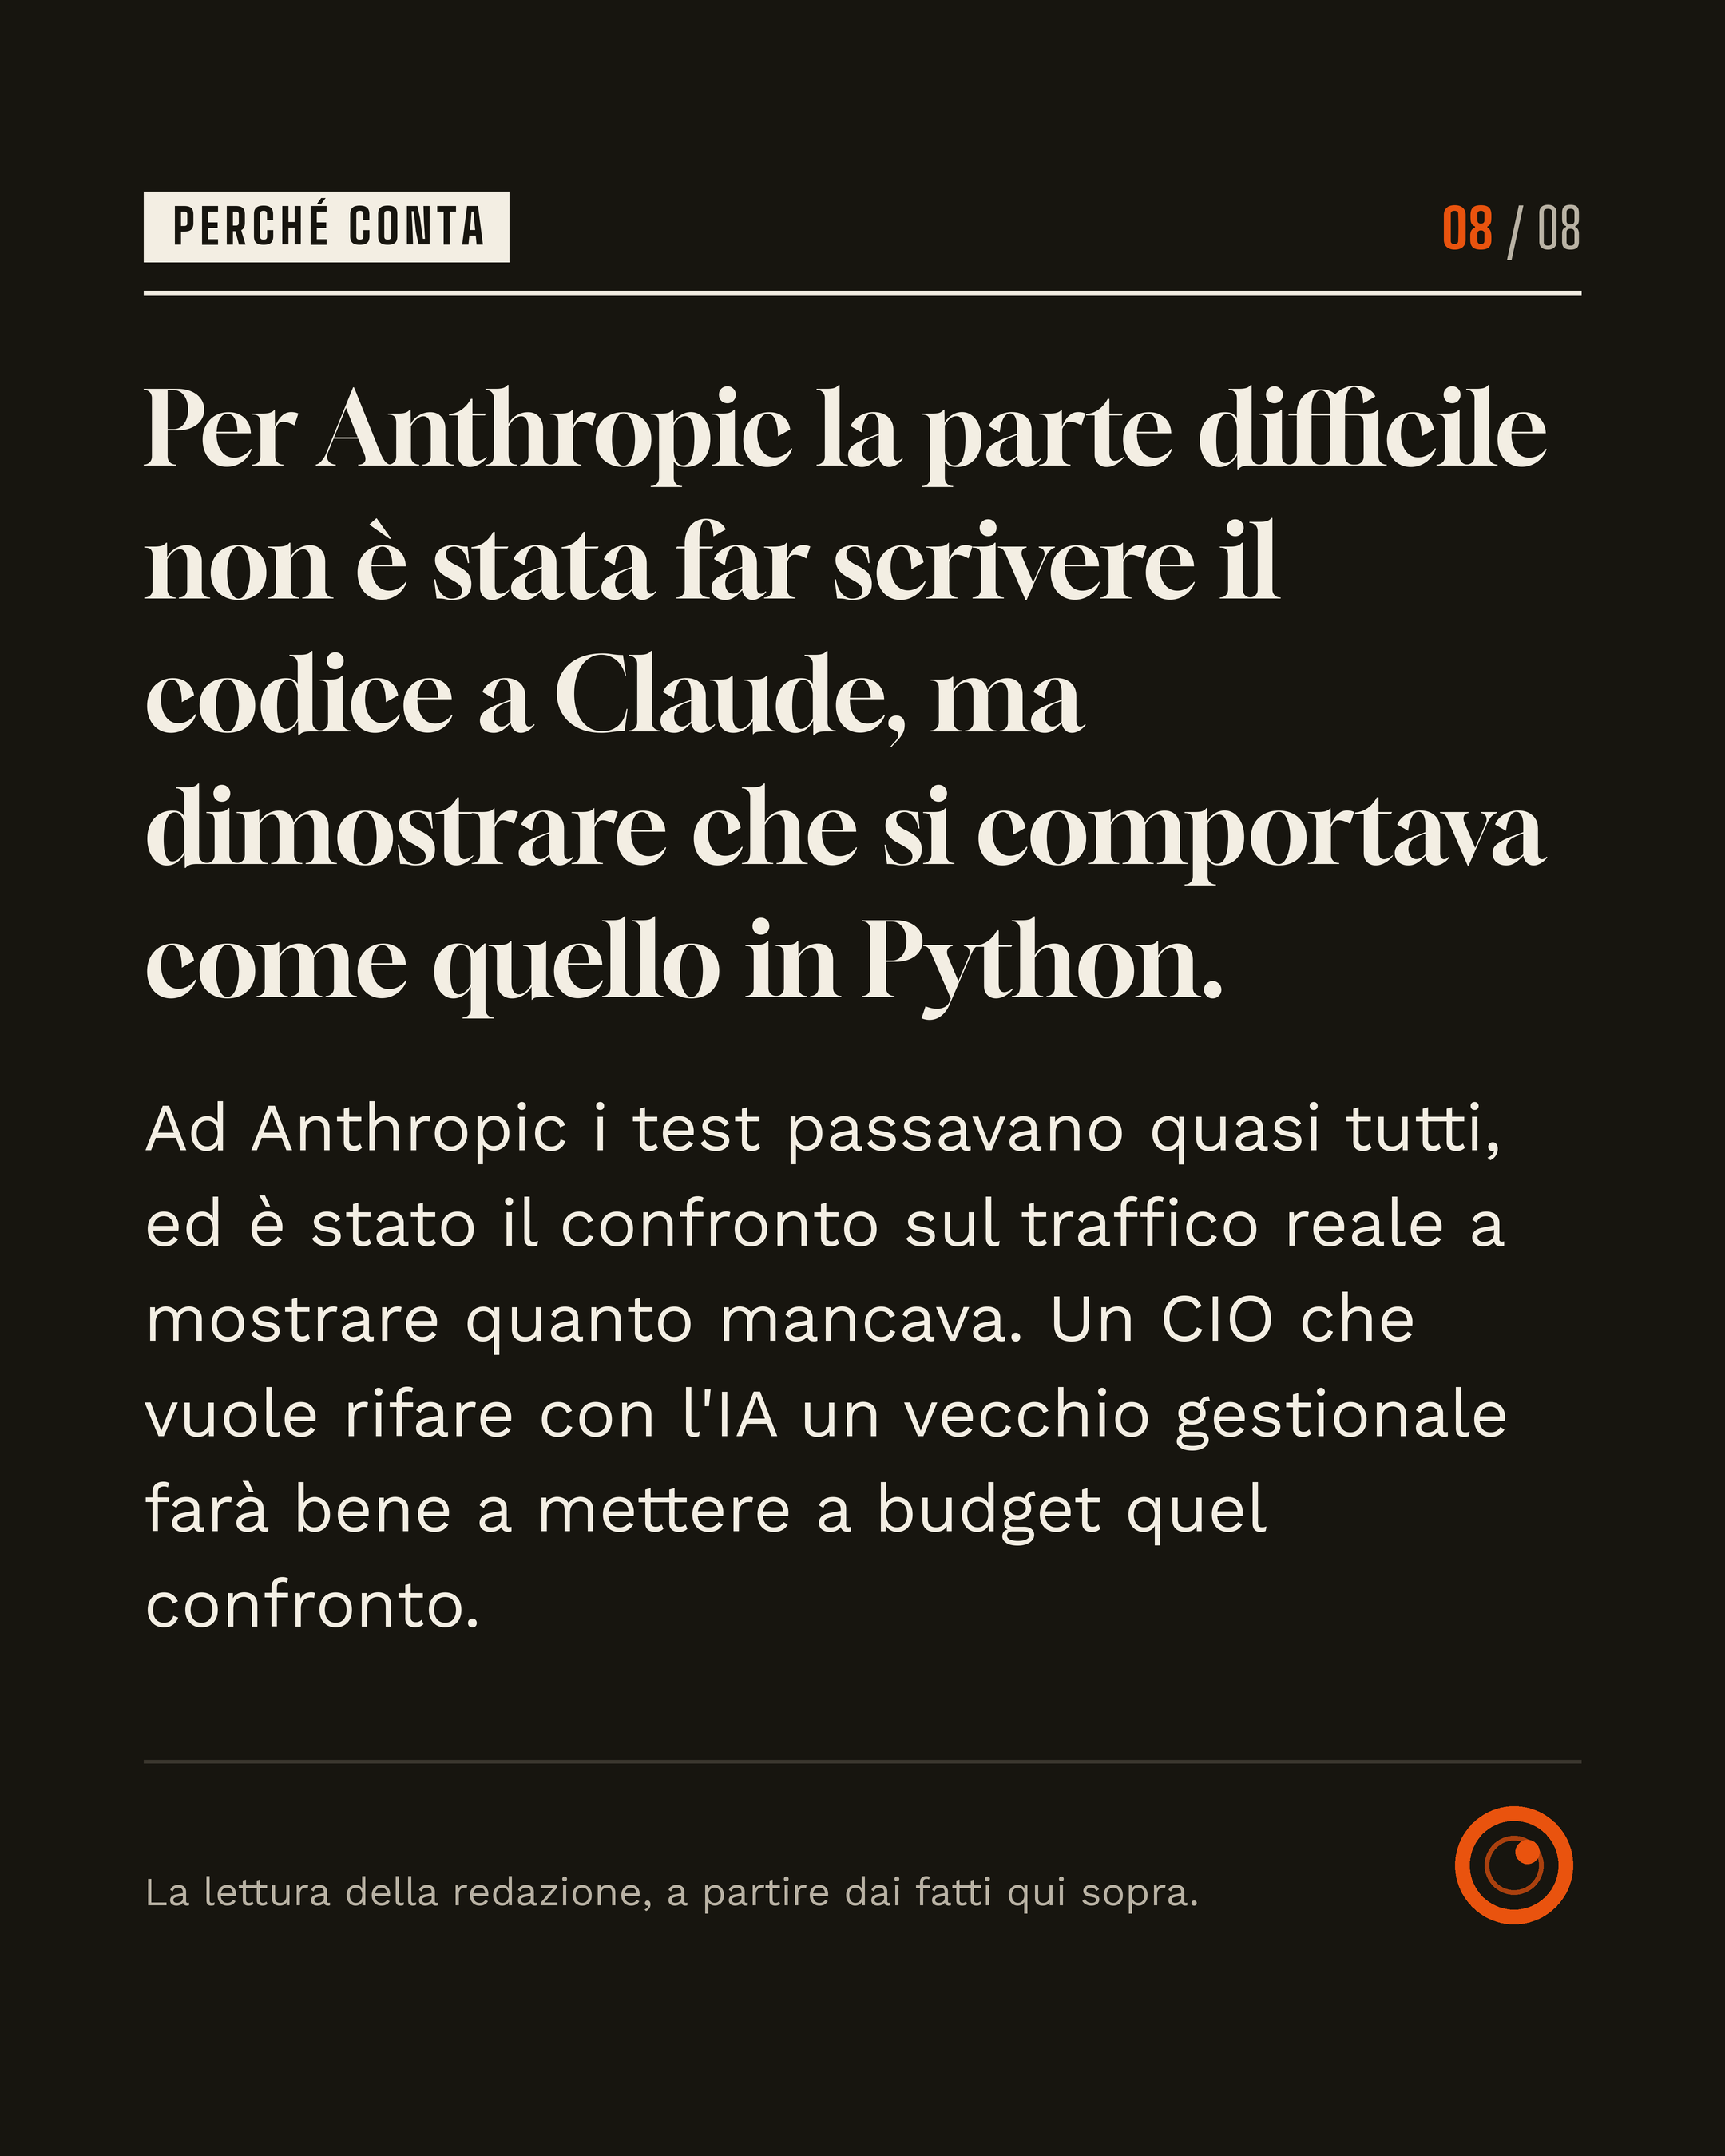 PERCHÉ CONTA
08 / 08
Per Anthropic la parte difficile
non è stata far scrivere il
codice a Claude, ma
dimostrare che si comportava
come quello in Python.
Ad Anthropic i test passavano quasi tutti,
ed è stato il confronto sul traffico reale a
mostrare quanto mancava. Un CIO che
vuole rifare con l'IA un vecchio gestionale
farà bene a mettere a budget quel
confronto.
La lettura della redazione, a partire dai fatti qui sopra.